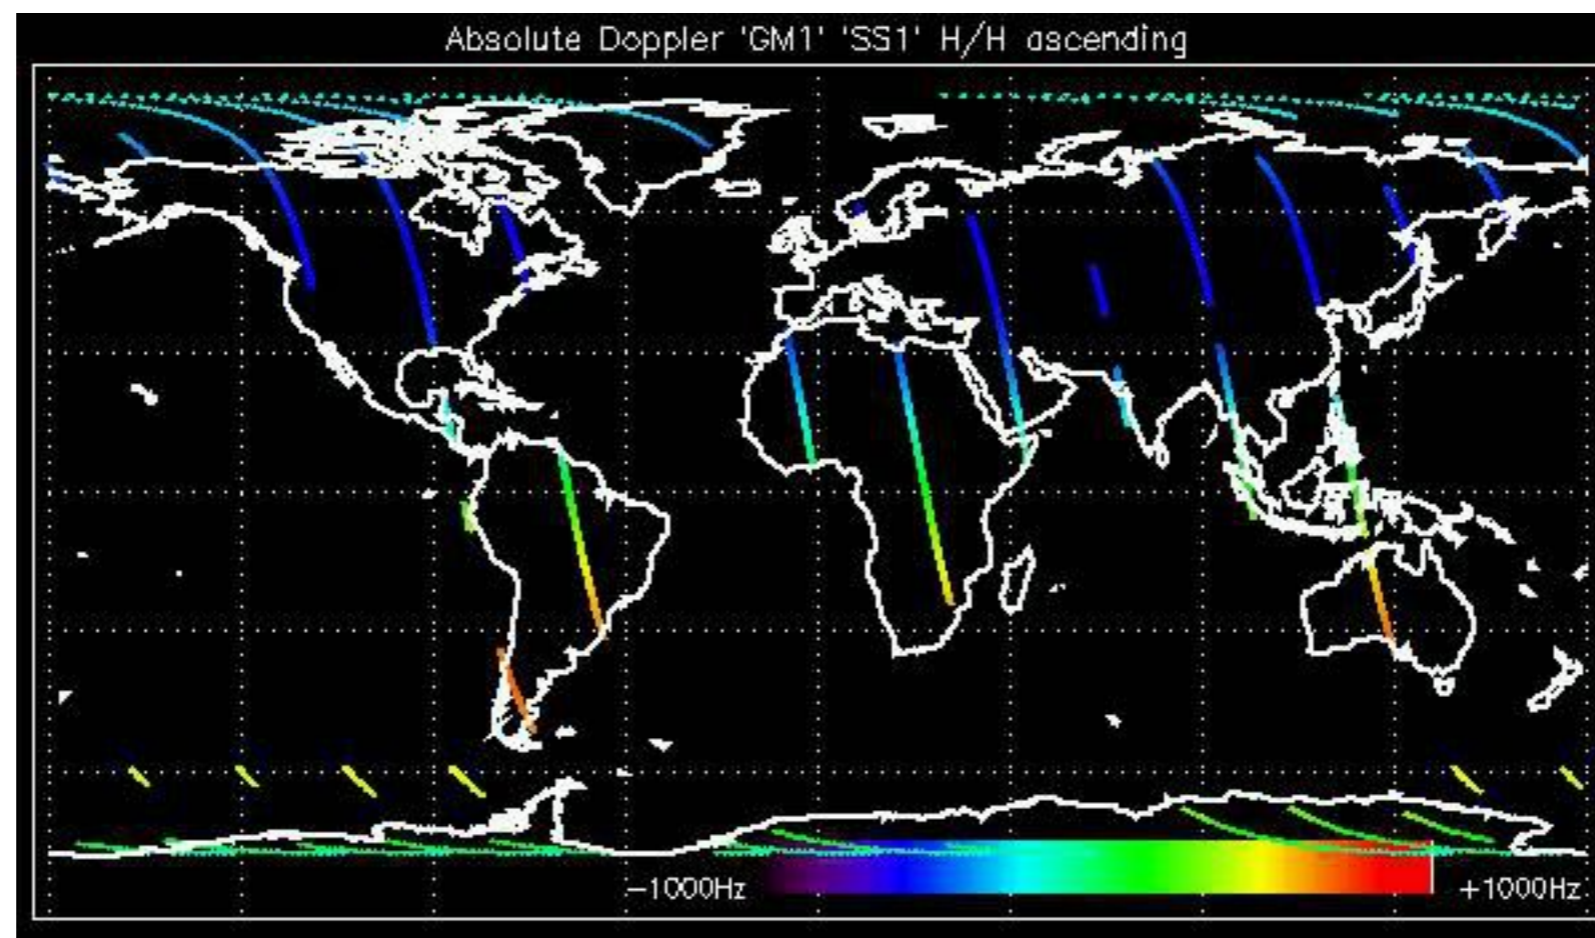 Absolute Doppler 'GM1' 'SS1' H/H ascending
−1000Hz
+1000Hz